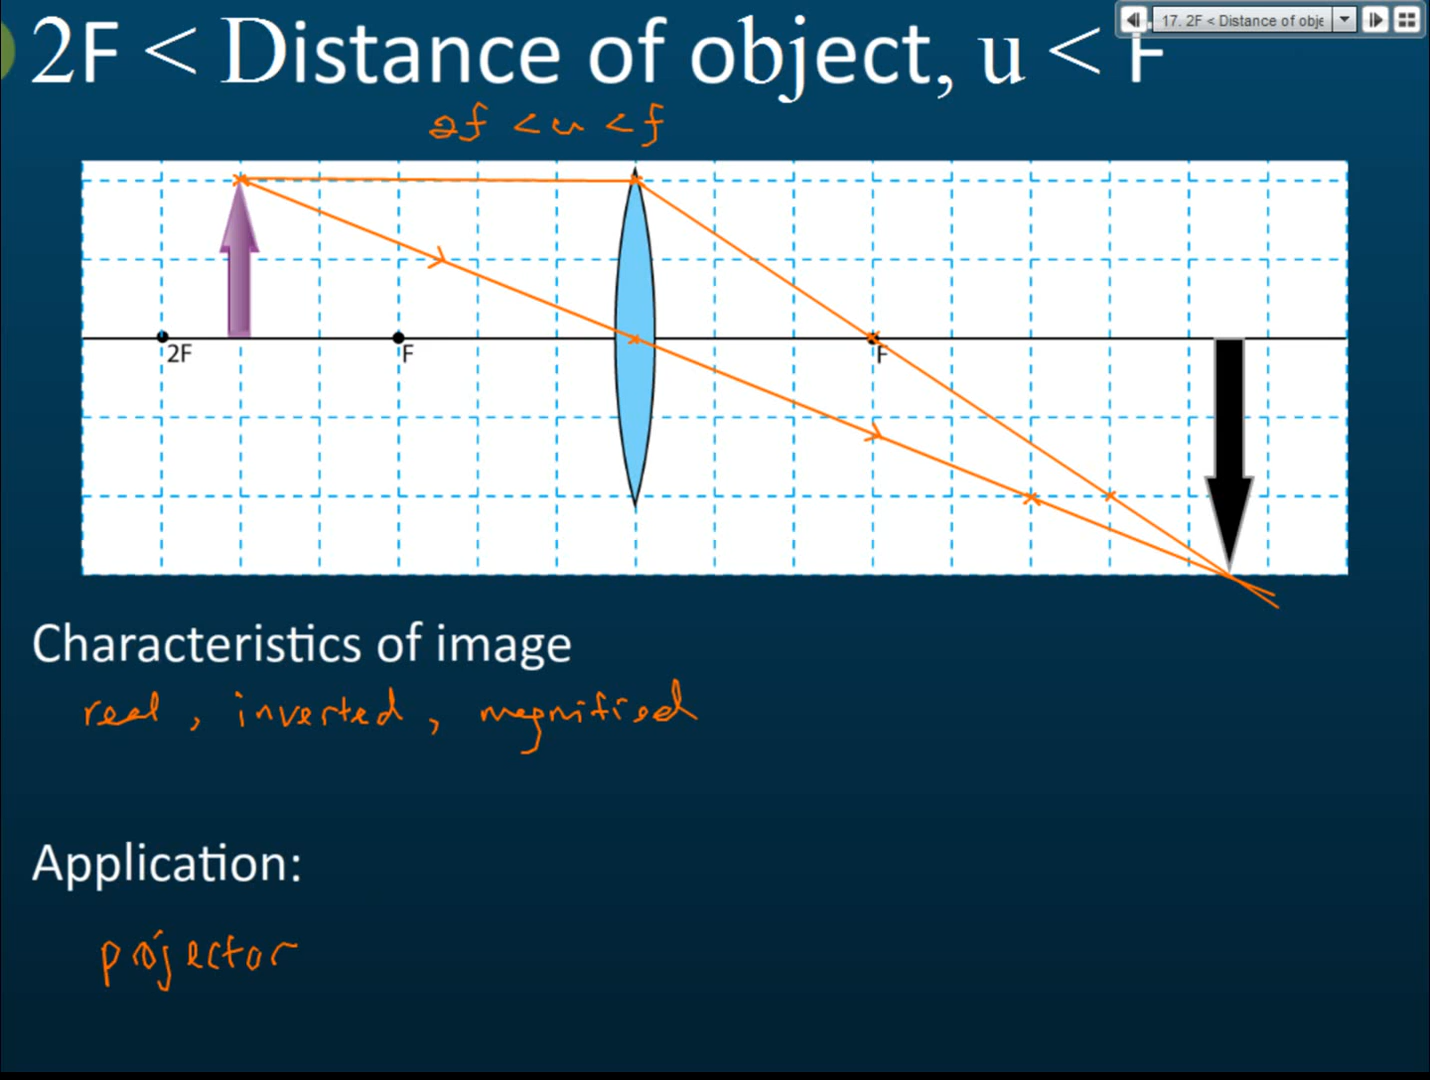 17. 2F < Distance of obje
2F < Distance of object, u < F
2f < u < f
2F F F
Characteristics of image
real, inverted, magnified
Application:
projector